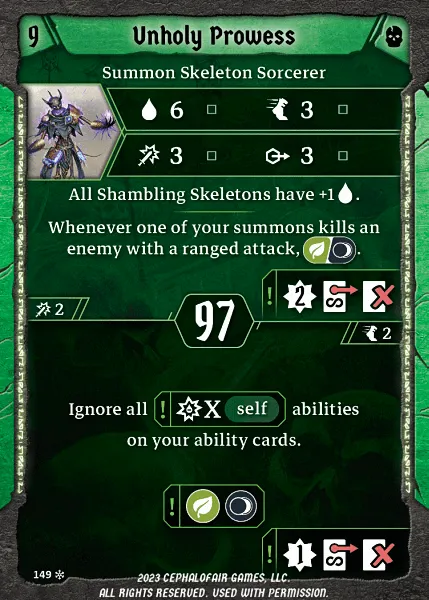 9 Unholy Prowess
Summon Skeleton Sorcerer
6 3
3 3
All Shambling Skeletons have +1.
Whenever one of your summons kills an
enemy with a ranged attack, .
2
2 97
2
Ignore all X self abilities
on your ability cards.
1
149
2023 CEPHALOFAIR GAMES, LLC.
ALL RIGHTS RESERVED. USED WITH PERMISSION.